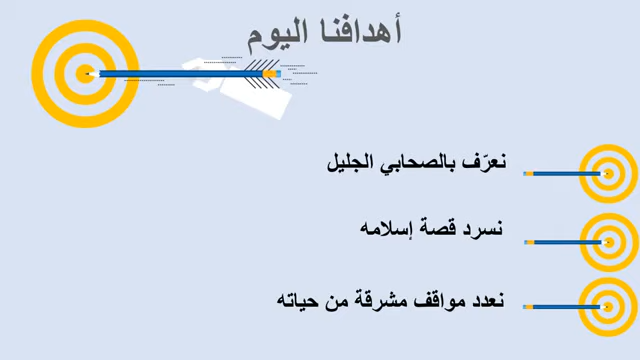 أهدافنا اليوم
نعرّف بالصحابي الجليل
نسرد قصة إسلامه
نعدد مواقف مشرقة من حياته